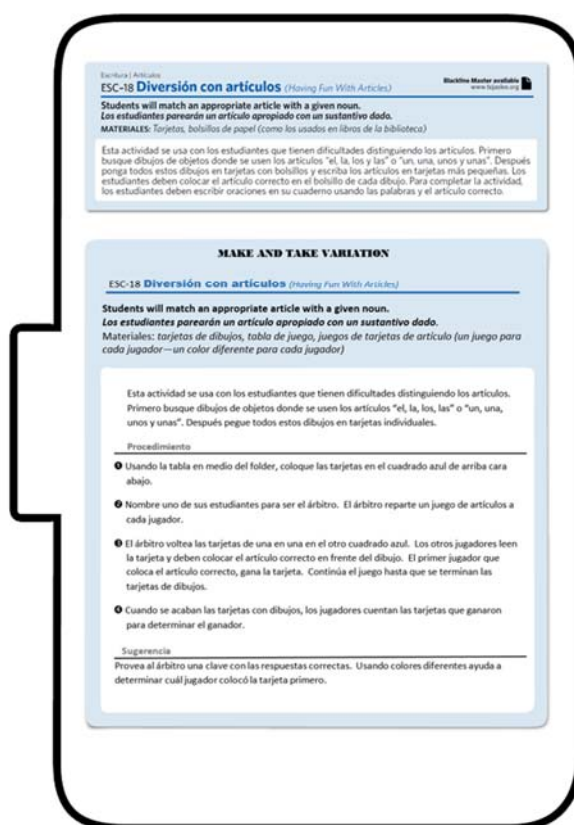 Escritura | Artículos
ESC-18 Diversión con artículos (Having Fun With Articles)
Blackline Master available
www.tsjaoleo.org
Students will match an appropriate article with a given noun.
Los estudiantes parearán un artículo apropiado con un sustantivo dado.
MATERIALES: Tarjetas, bolsillos de papel (como los usados en libros de la biblioteca)
Esta actividad se usa con los estudiantes que tienen dificultades distinguiendo los artículos. Primero
busque dibujos de objetos donde se usen los artículos "el, la, los y las" o "un, una, unos y unas". Después
ponga todos estos dibujos en tarjetas con bolsillos y escriba los artículos en tarjetas más pequeñas. Los
estudiantes deben colocar el artículo correcto en el bolsillo de cada dibujo. Para completar la actividad,
los estudiantes deben escribir oraciones en su cuaderno usando las palabras y el artículo correcto.
MAKE AND TAKE VARIATION
ESC-18 Diversión con artículos (Having Fun With Articles)
Students will match an appropriate article with a given noun.
Los estudiantes parearán un artículo apropiado con un sustantivo dado.
Materiales: tarjetas de dibujos, tabla de juego, juegos de tarjetas de artículo (un juego para
cada jugador—un color diferente para cada jugador)
Esta actividad se usa con los estudiantes que tienen dificultades distinguiendo los artículos.
Primero busque dibujos de objetos donde se usen los artículos "el, la, los, las" o "un, una,
unos y unas". Después pegue todos estos dibujos en tarjetas individuales.
Procedimiento
❶ Usando la tabla en medio del folder, coloque las tarjetas en el cuadrado azul de arriba cara
abajo.
❷ Nombre uno de sus estudiantes para ser el árbitro. El árbitro reparte un juego de artículos a
cada jugador.
❸ El árbitro voltea las tarjetas de una en una en el otro cuadrado azul. Los otros jugadores leen
la tarjeta y deben colocar el artículo correcto en frente del dibujo. El primer jugador que
coloca el artículo correcto, gana la tarjeta. Continúa el juego hasta que se terminan las
tarjetas de dibujos.
❹ Cuando se acaban las tarjetas con dibujos, los jugadores cuentan las tarjetas que ganaron
para determinar el ganador.
Sugerencia
Provea al árbitro una clave con las respuestas correctas. Usando colores diferentes ayuda a
determinar cuál jugador colocó la tarjeta primero.